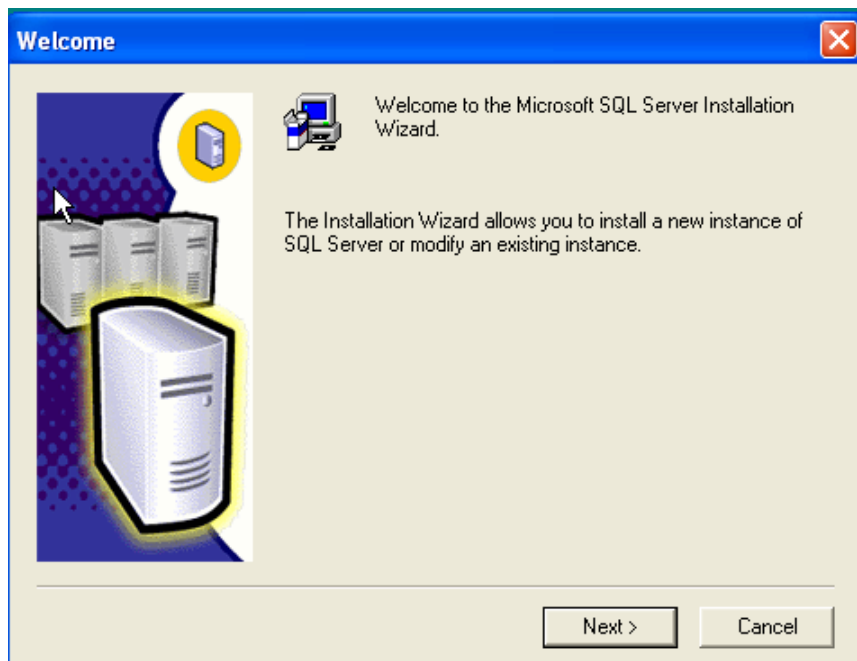 Welcome
Welcome to the Microsoft SQL Server Installation
Wizard.
The Installation Wizard allows you to install a new instance of
SQL Server or modify an existing instance.
Next >
Cancel